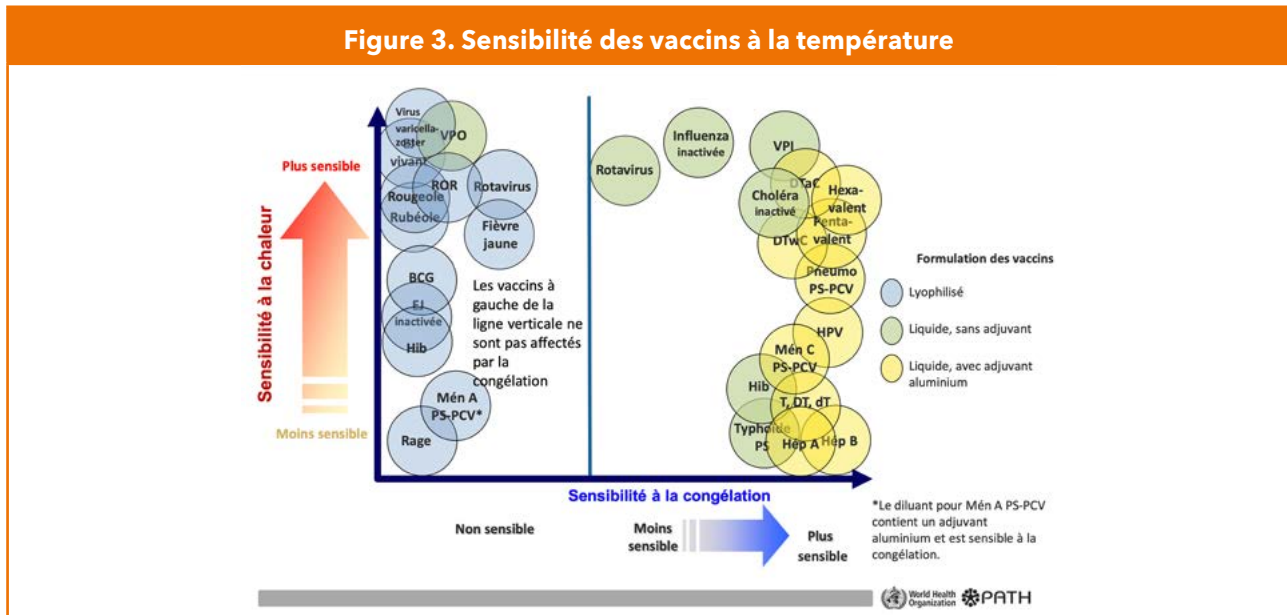 Figure 3. Sensibilité des vaccins à la température
Sensibilité à la chaleur
Plus sensible
Moins sensible
Virus
varicella-
zoster
EJ
vivant
VPO
ROR
Rotavirus
Rougeole
Rubéole
Fièvre
jaune
BCG
EJ
inactivée
Hib
Mén A
PS-PCV*
Rage
Les vaccins à
gauche de la
ligne verticale ne
sont pas affectés
par la
congélation
Rotavirus
Influenza
inactivée
VPI
DTaC
Choléra
inactivé
Hexa-
valent
Penta-
valent
DTwC
Pneumo
PS-PCV
HPV
Mén C
PS-PCV
Hib
T, DT, dT
Typhoïde
PS
Hép A
Hép B
Formulation des vaccins
Lyophilisé
Liquide, sans adjuvant
Liquide, avec adjuvant
aluminium
Sensibilité à la congélation
Non sensible
Moins
sensible
Plus
sensible
*Le diluant pour Mén A PS-PCV
contient un adjuvant
aluminium et est sensible à la
congélation.
World Health
Organization
PATH